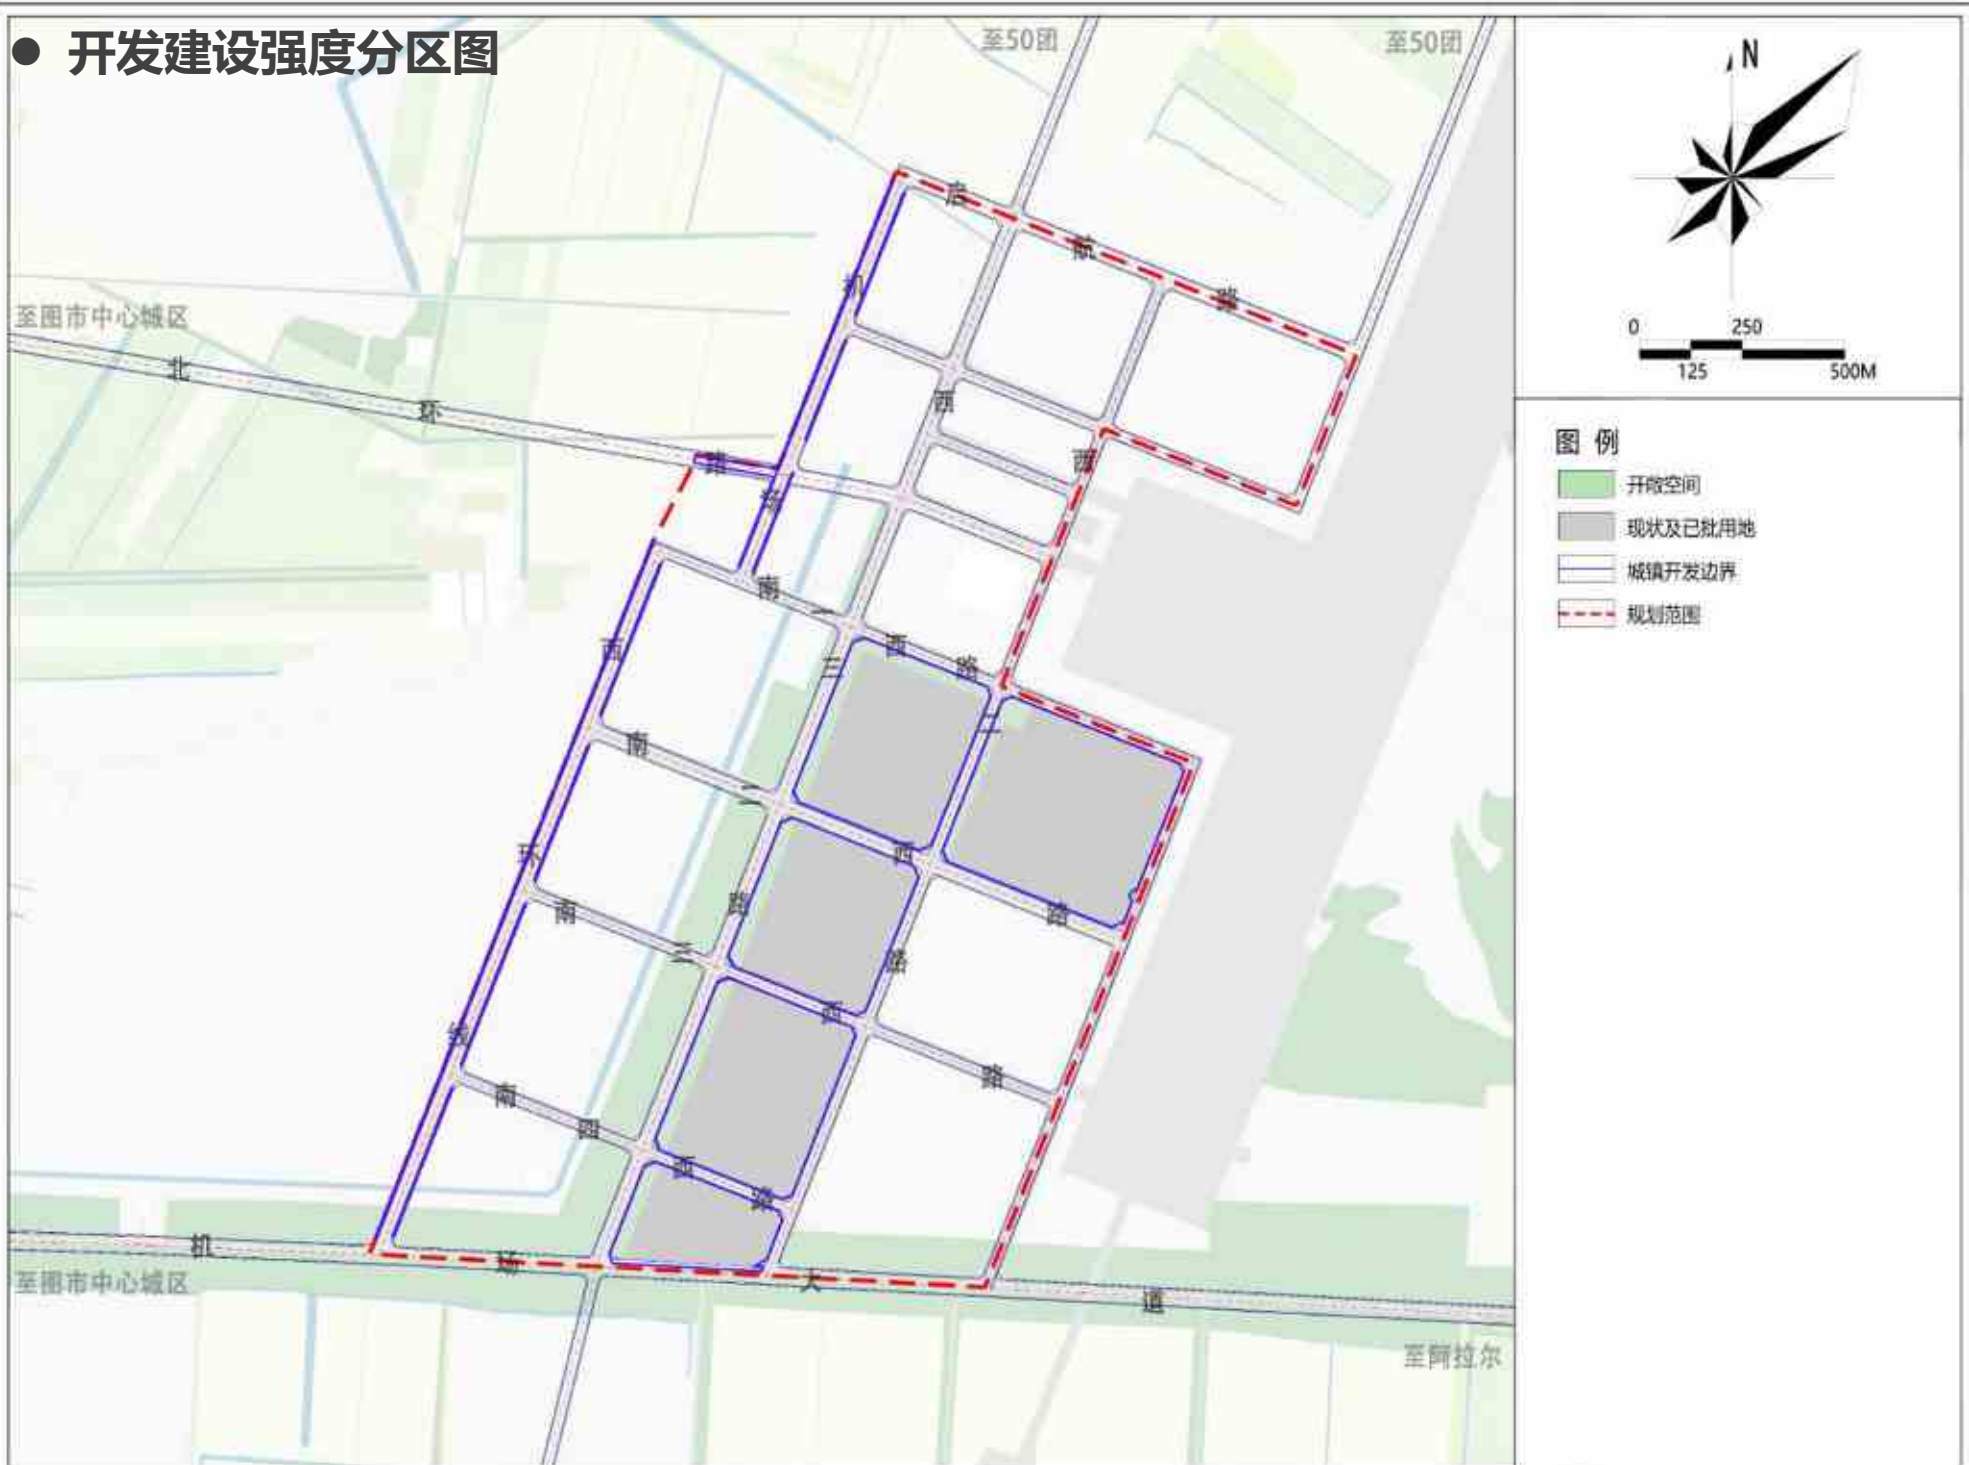 ● 开发建设强度分区图
至50团
至50团
N
0 250
125 500M
图 例
开敞空间
现状及已批用地
城镇开发边界
规划范围
至图市中心城区
北 环 路
启 航 路
机 场
西 三 路
西 二 路
南 一 西 路
西 环 线
南 二 西 路
南 三 西 路
南 四 西 路
机 场 大 道
至图市中心城区
至阿拉尔